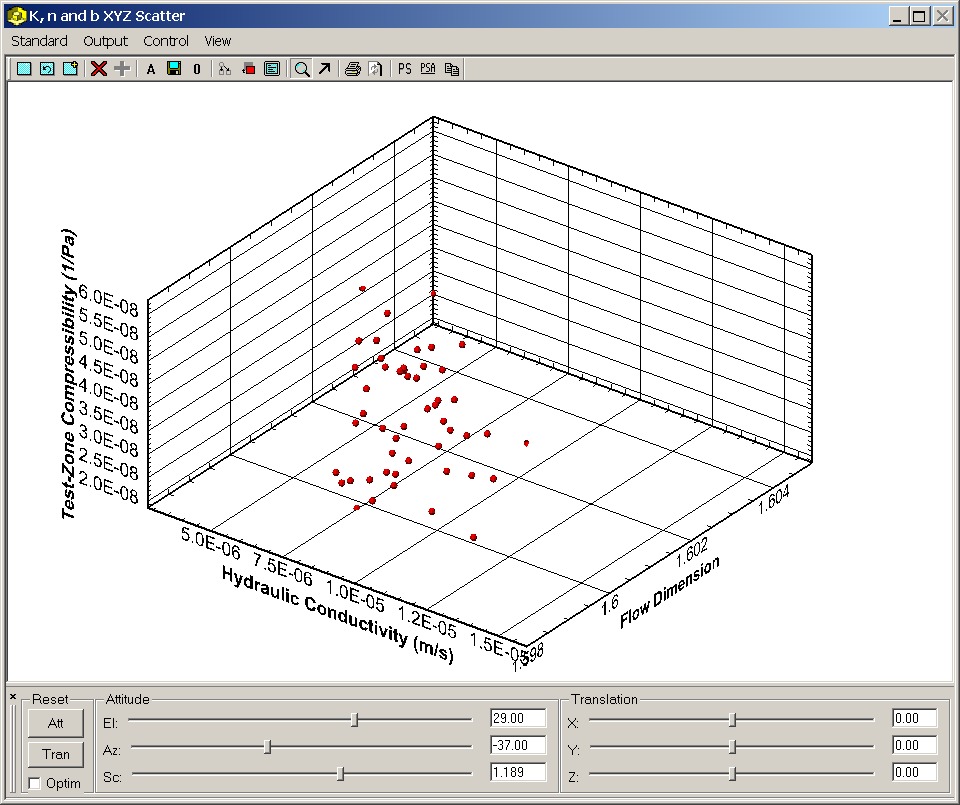 K, n and b XYZ Scatter
Standard Output Control View
A 0 PS PSA
Test-Zone Compressibility (1/Pa)
6.0E-08
5.5E-08
5.0E-08
4.5E-08
4.0E-08
3.5E-08
3.0E-08
2.5E-08
2.0E-08
5.0E-06
7.5E-06
1.0E-05
1.2E-05
1.5E-05
Hydraulic Conductivity (m/s)
1.598
1.6
1.602
1.604
Flow Dimension
Reset
Att
Tran
Optim
Attitude
El: 29.00
Az: -37.00
Sc: 1.189
Translation
X: 0.00
Y: 0.00
Z: 0.00